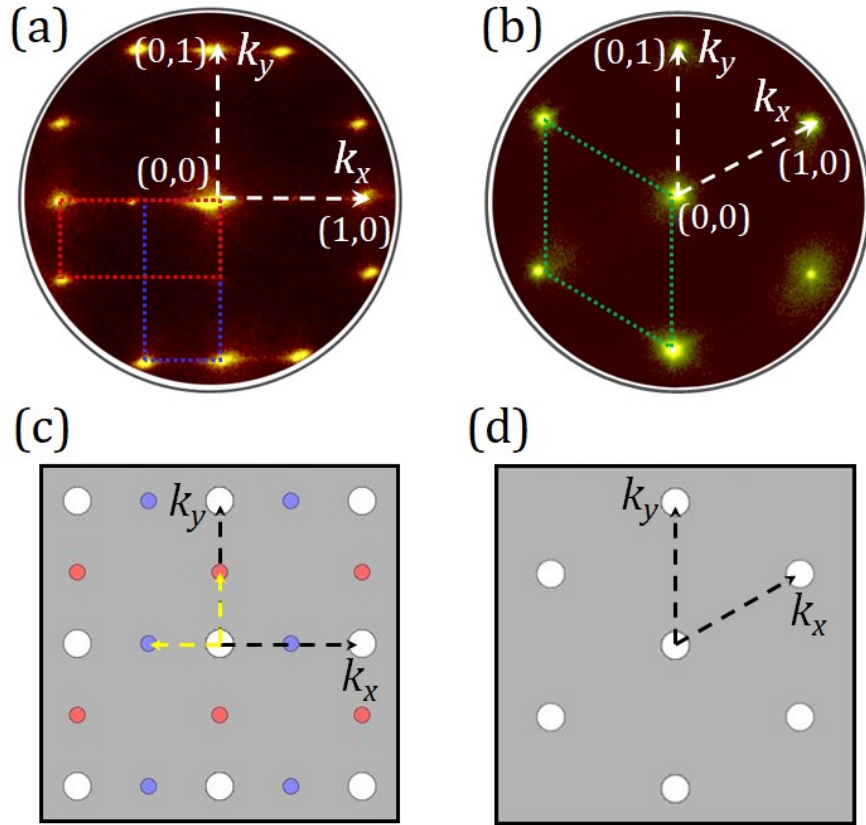 (a)
(0,1)
k_y
(0,0)
k_x
(1,0)
(b)
(0,1)
k_y
k_x
(1,0)
(0,0)
(c)
k_y
k_x
(d)
k_y
k_x